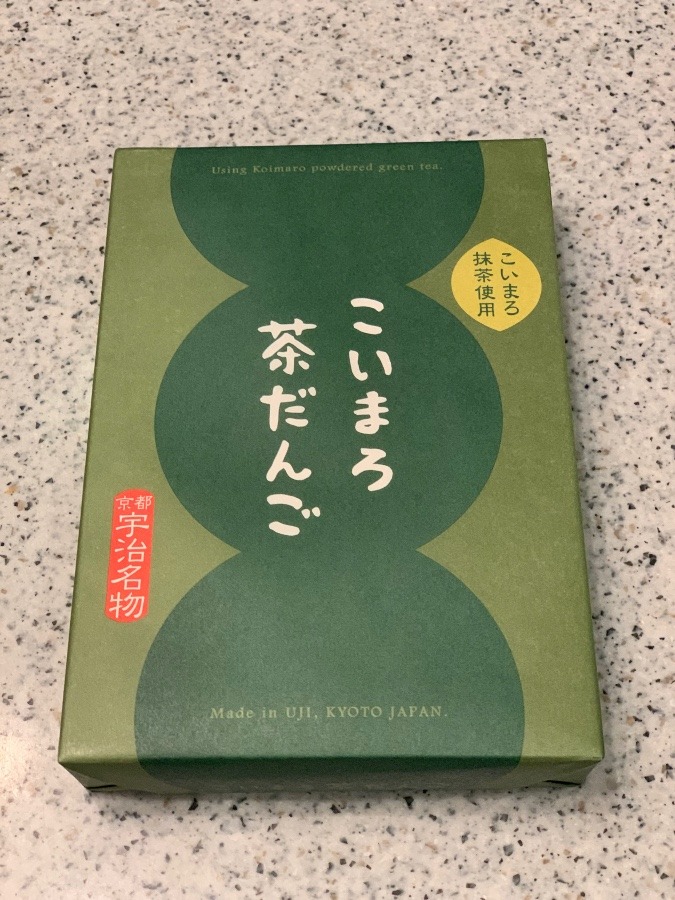 Using Koimaro powdered green tea.
こいまろ
抹茶使用
こいまろ
茶だんご
京都
宇治名物
Made in UJI, KYOTO JAPAN.